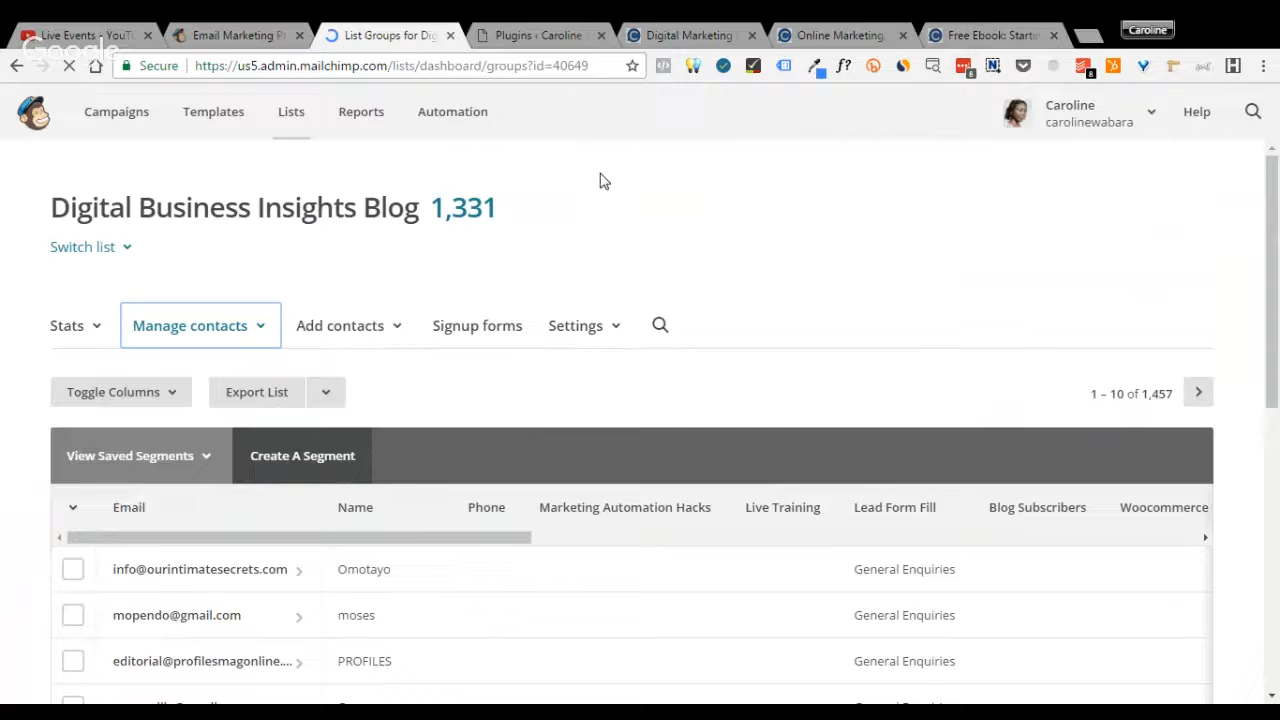 Live Events - YouTu
Email Marketing P
List Groups for Dig
Plugins ‹ Caroline
Digital Marketing
Online Marketing
Free Ebook: Starte
Caroline
Google
Secure
https://us5.admin.mailchimp.com/lists/dashboard/groups?id=40649
8
8
Campaigns
Templates
Lists
Reports
Automation
Caroline
carolinewabara
Help
Digital Business Insights Blog 1,331
Switch list
Stats
Manage contacts
Add contacts
Signup forms
Settings
Toggle Columns
Export List
1 – 10 of 1,457
View Saved Segments
Create A Segment
Email
Name
Phone
Marketing Automation Hacks
Live Training
Lead Form Fill
Blog Subscribers
Woocommerce
info@ourintimatesecrets.com
Omotayo
General Enquiries
mopendo@gmail.com
moses
General Enquiries
editorial@profilesmagonline....
PROFILES
General Enquiries